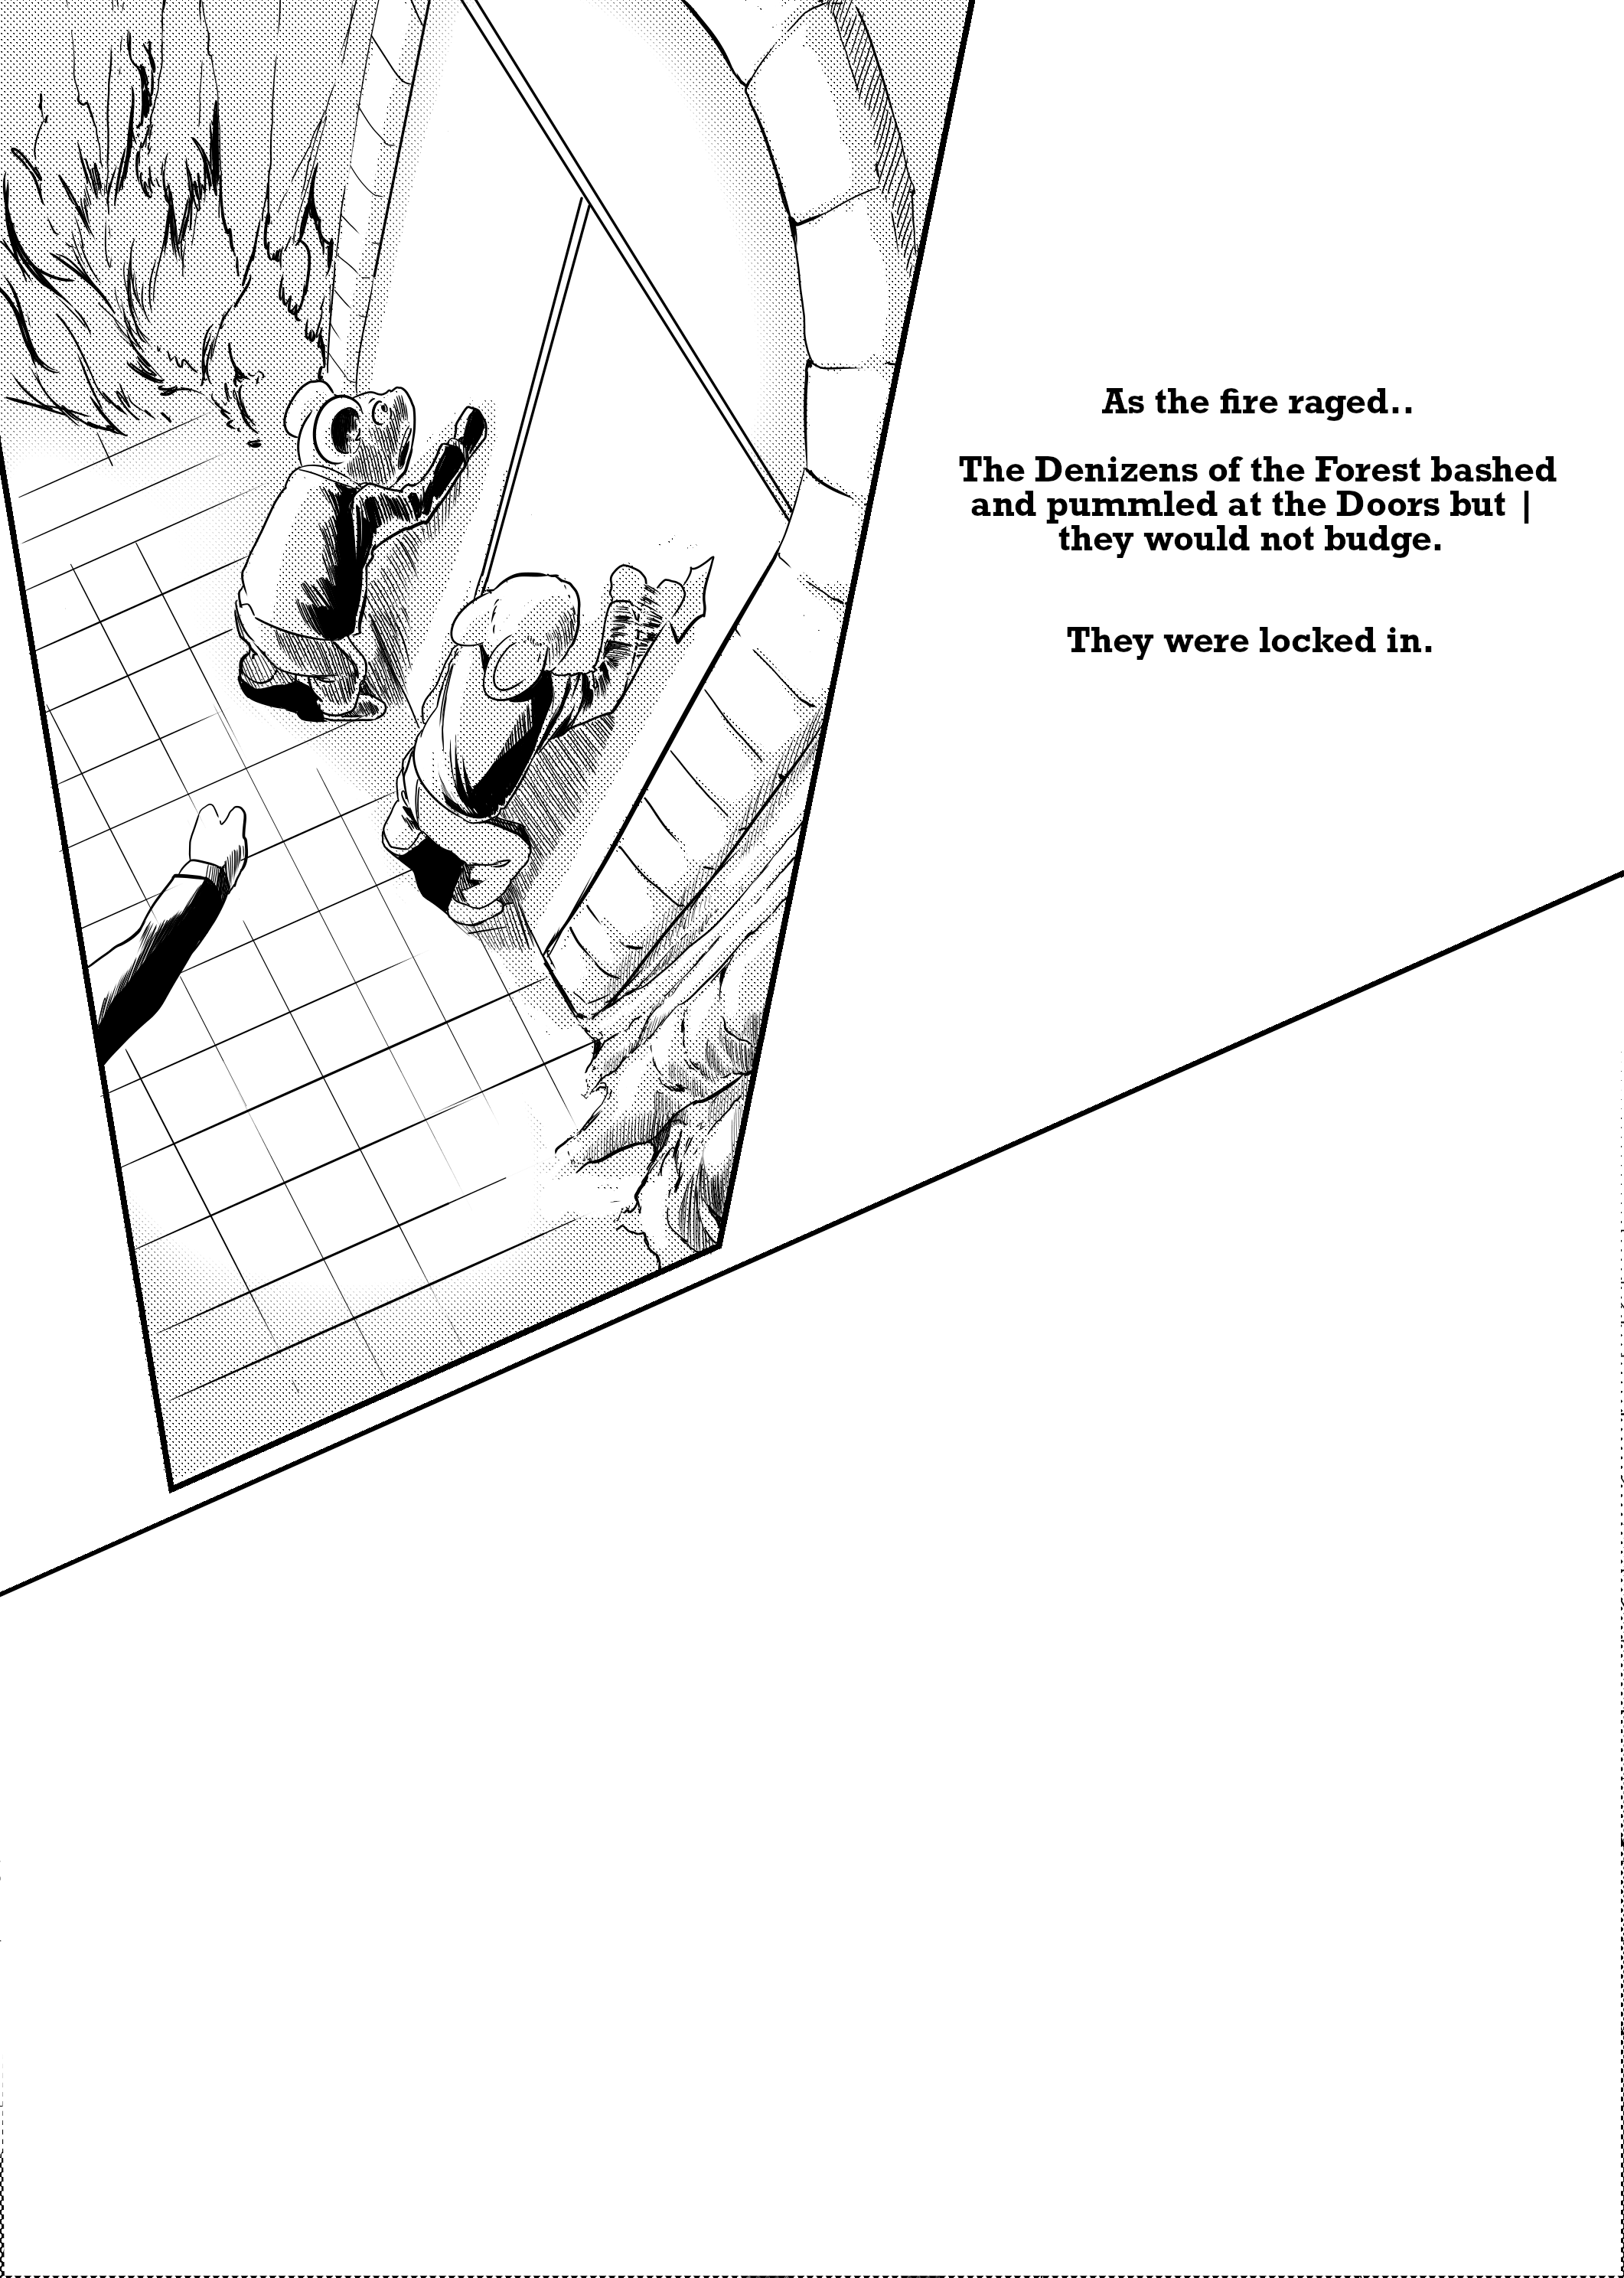 As the fire raged..
The Denizens of the Forest bashed
and pummled at the Doors but |
they would not budge.
They were locked in.